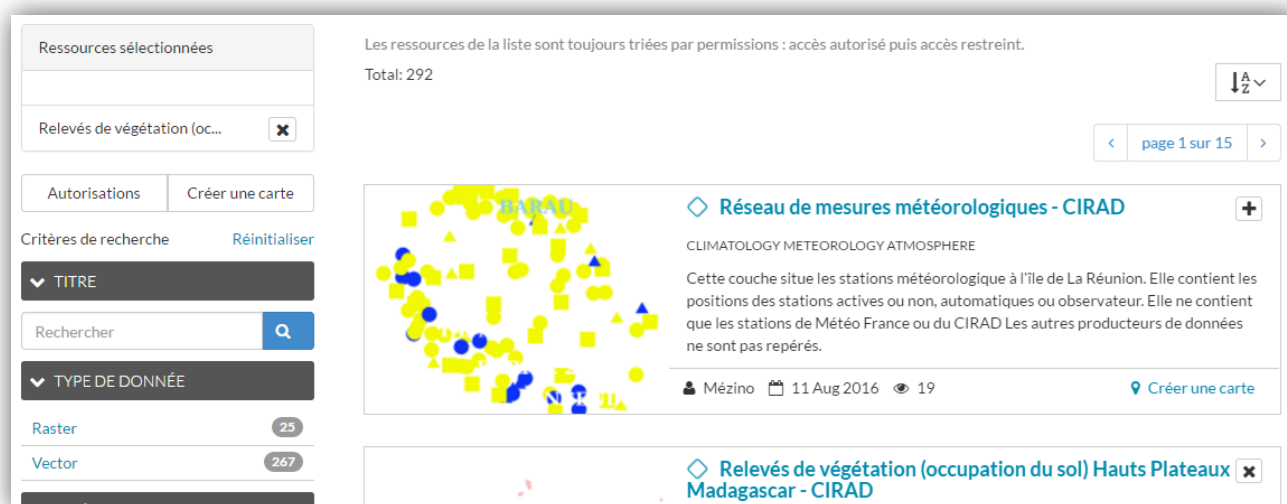 Ressources sélectionnées
Relevés de végétation (oc...
Autorisations
Créer une carte
Critères de recherche
Réinitialiser
TITRE
Rechercher
TYPE DE DONNÉE
Raster
25
Vector
267
Les ressources de la liste sont toujours triées par permissions : accès autorisé puis accès restreint.
Total: 292
page 1 sur 15
BARAU
Réseau de mesures météorologiques - CIRAD
CLIMATOLOGY METEOROLOGY ATMOSPHERE
Cette couche situe les stations météorologique à l'île de La Réunion. Elle contient les
positions des stations actives ou non, automatiques ou observateur. Elle ne contient
que les stations de Météo France ou du CIRAD Les autres producteurs de données
ne sont pas repérés.
Mézino 11 Aug 2016 19
Créer une carte
Relevés de végétation (occupation du sol) Hauts Plateaux
Madagascar - CIRAD